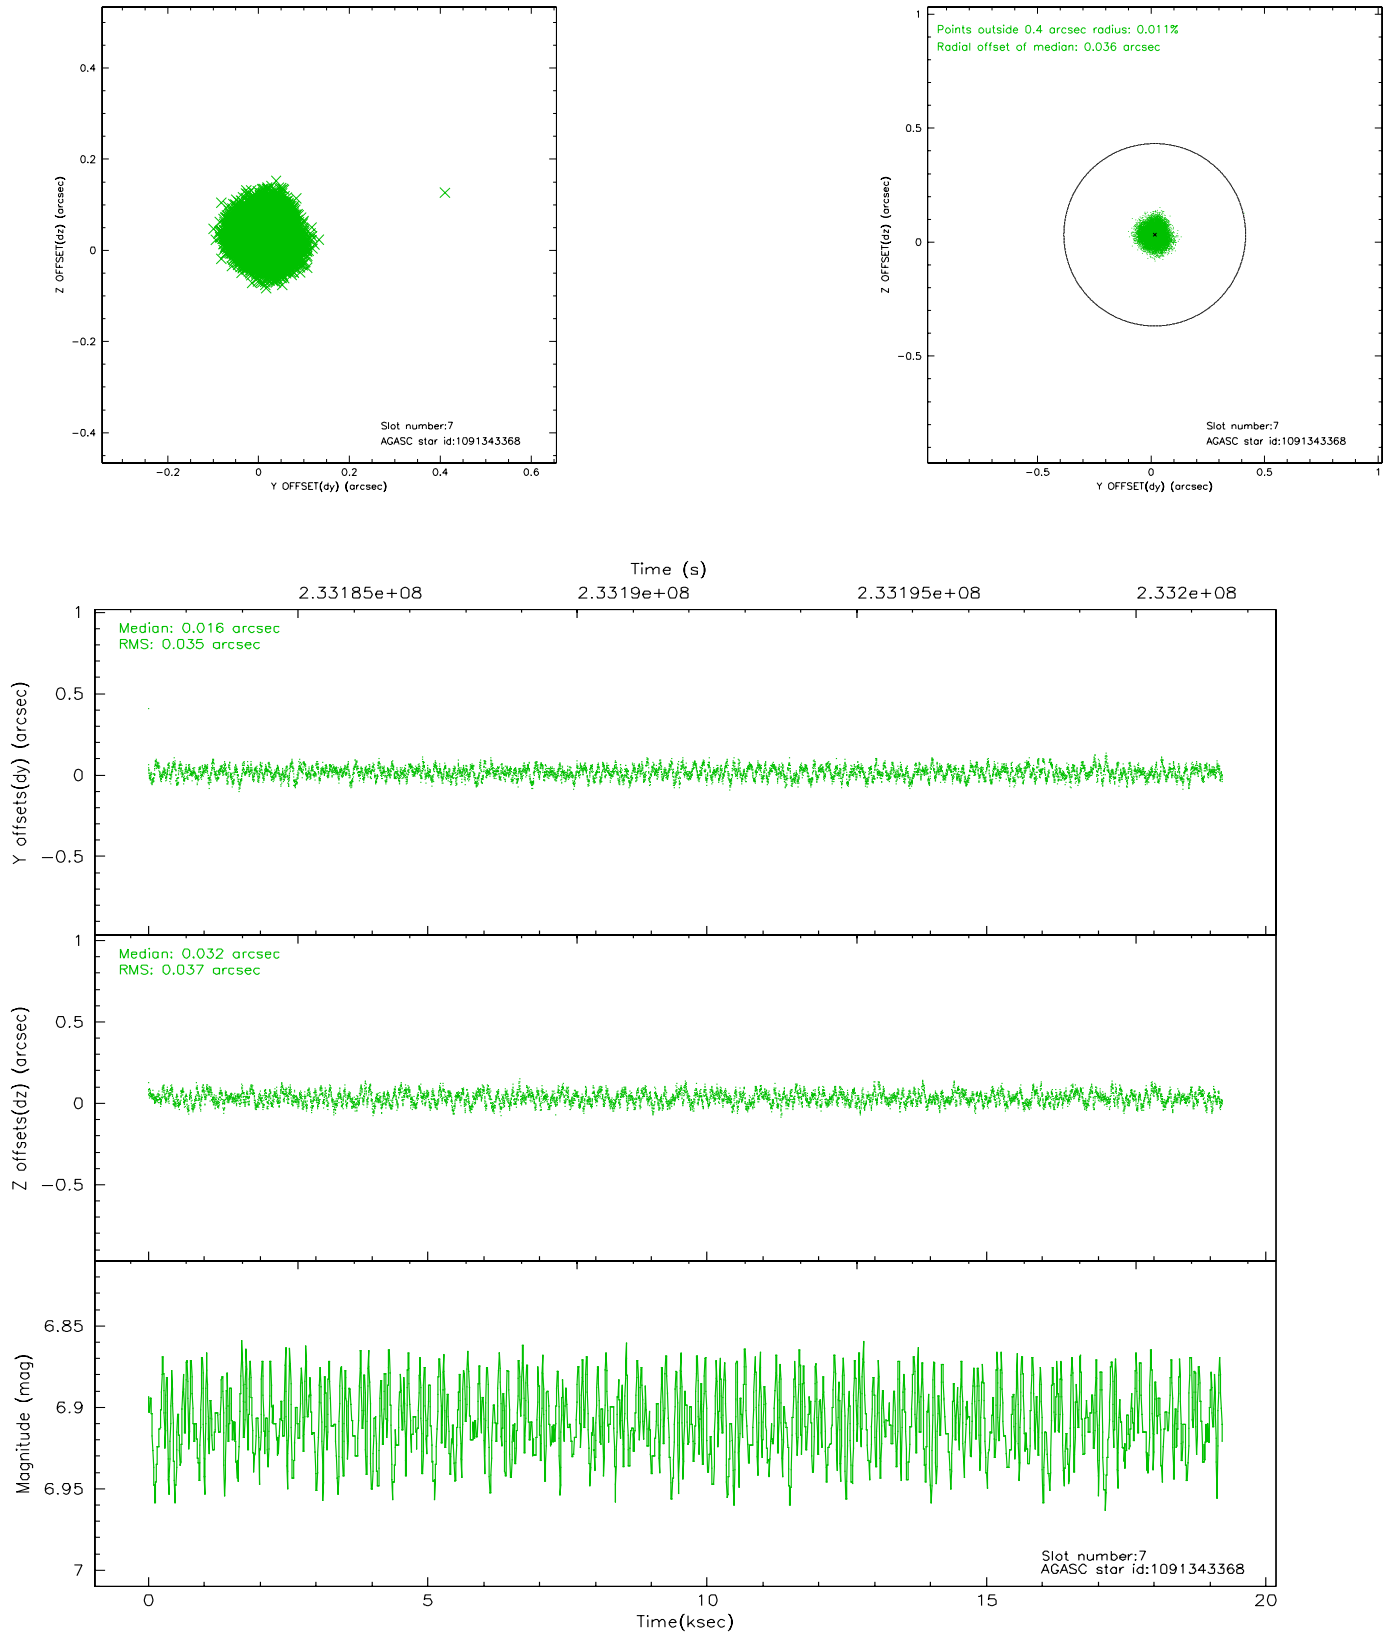 0.4
0.2
0
-0.2
-0.4
Z OFFSET(dz) (arcsec)
Slot number:7
AGASC star id:1091343368
-0.2 0 0.2 0.4 0.6
Y OFFSET(dy) (arcsec)
Points outside 0.4 arcsec radius: 0.011%
Radial offset of median: 0.036 arcsec
1
0.5
0
-0.5
Z OFFSET(dz) (arcsec)
Slot number:7
AGASC star id:1091343368
-0.5 0 0.5 1
Y OFFSET(dy) (arcsec)
Time (s)
2.33185e+08 2.3319e+08 2.33195e+08 2.332e+08
Median: 0.016 arcsec
RMS: 0.035 arcsec
1
0.5
0
-0.5
Y offsets(dy) (arcsec)
Median: 0.032 arcsec
RMS: 0.037 arcsec
1
0.5
0
-0.5
Z offsets(dz) (arcsec)
6.85
6.9
6.95
7
Magnitude (mag)
Slot number:7
AGASC star id:1091343368
0 5 10 15 20
Time(ksec)